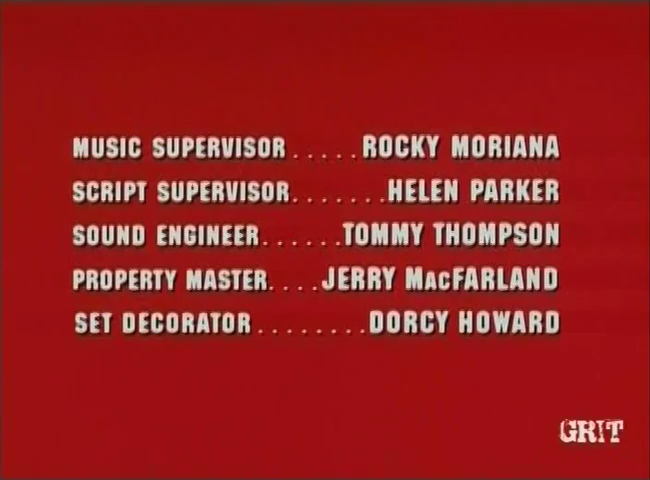 MUSIC SUPERVISOR.....ROCKY MORIANA
SCRIPT SUPERVISOR.......HELEN PARKER
SOUND ENGINEER......TOMMY THOMPSON
PROPERTY MASTER....JERRY MACFARLAND
SET DECORATOR........DORCY HOWARD
GRIT